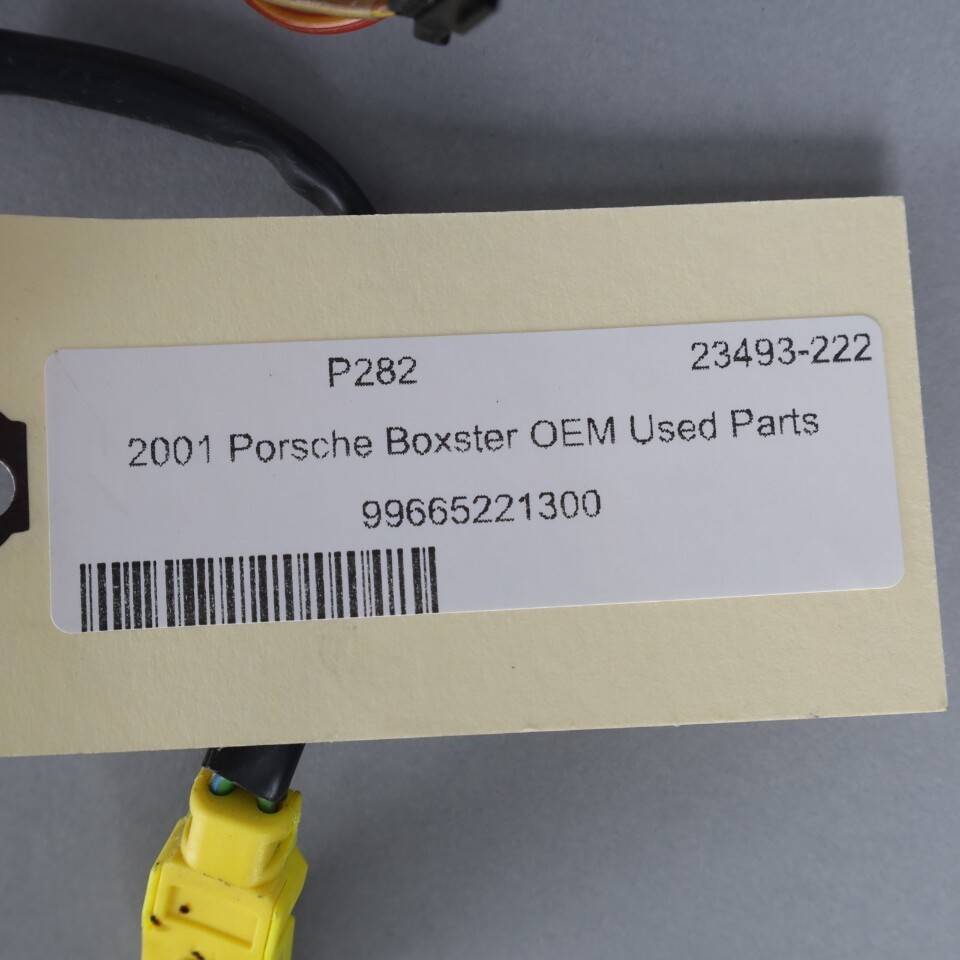 P282 23493-222
2001 Porsche Boxster OEM Used Parts
99665221300